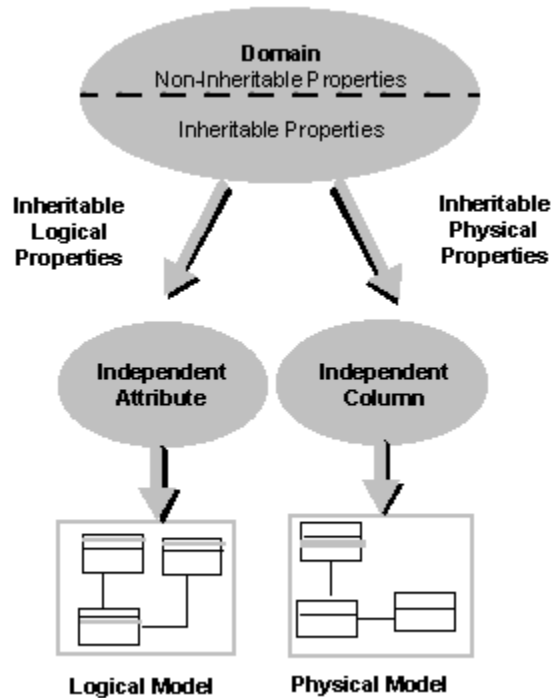 Domain
Non-Inheritable Properties
Inheritable Properties
Inheritable
Logical
Properties
Inheritable
Physical
Properties
Independent
Attribute
Independent
Column
Logical Model
Physical Model